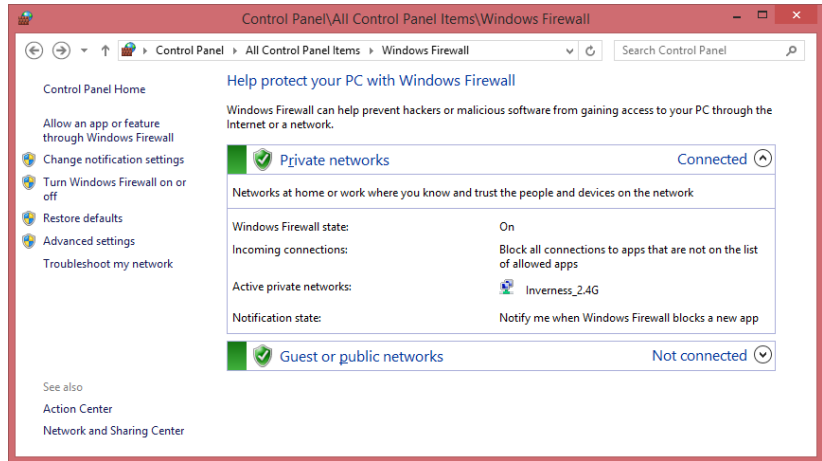 Control Panel\All Control Panel Items\Windows Firewall
Control Panel All Control Panel Items Windows Firewall
Search Control Panel
Control Panel Home
Allow an app or feature
through Windows Firewall
Change notification settings
Turn Windows Firewall on or
off
Restore defaults
Advanced settings
Troubleshoot my network
See also
Action Center
Network and Sharing Center
Help protect your PC with Windows Firewall
Windows Firewall can help prevent hackers or malicious software from gaining access to your PC through the
Internet or a network.
Private networks Connected
Networks at home or work where you know and trust the people and devices on the network
Windows Firewall state: On
Incoming connections: Block all connections to apps that are not on the list
of allowed apps
Active private networks: Inverness_2.4G
Notification state: Notify me when Windows Firewall blocks a new app
Guest or public networks Not connected